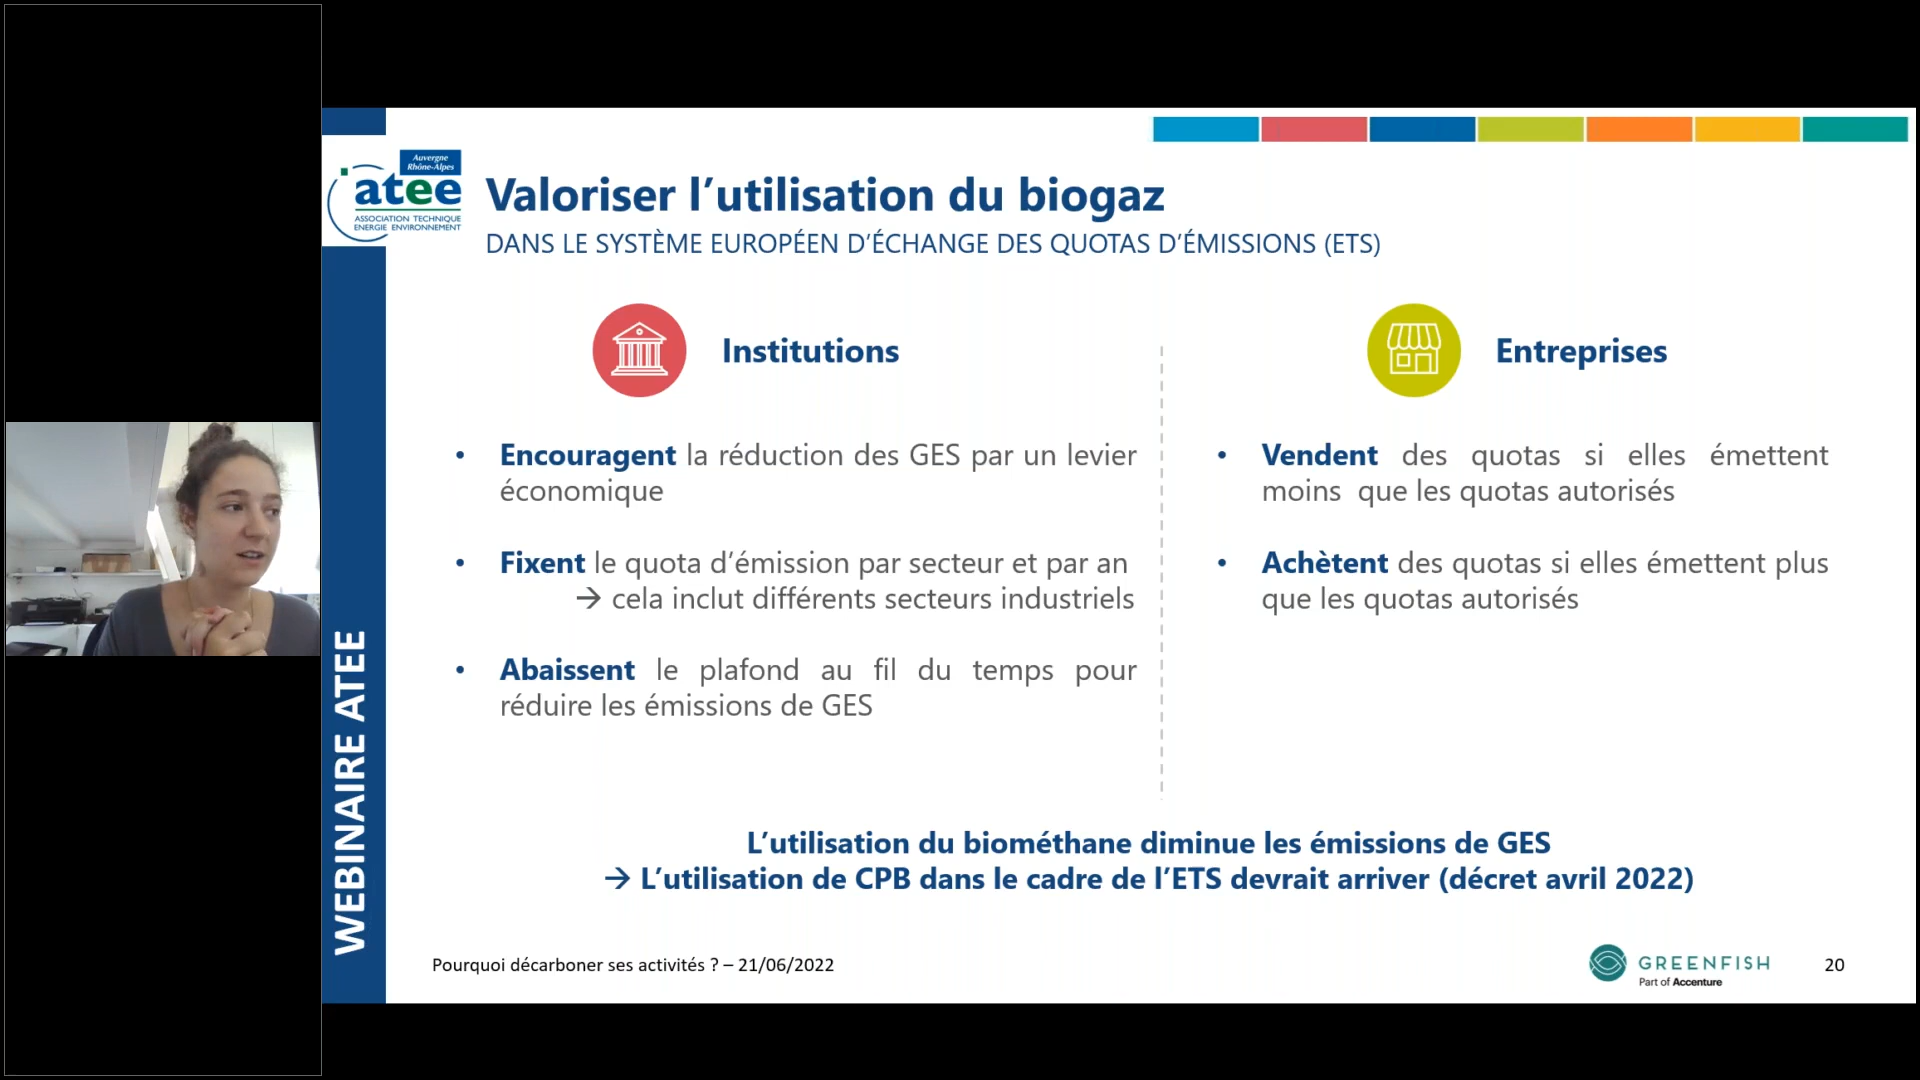 Auvergne
Rhône-Alpes
atee
ASSOCIATION TECHNIQUE
ENERGIE ENVIRONNEMENT
Valoriser l’utilisation du biogaz
DANS LE SYSTÈME EUROPÉEN D’ÉCHANGE DES QUOTAS D’ÉMISSIONS (ETS)
Institutions
• Encouragent la réduction des GES par un levier
économique
• Fixent le quota d’émission par secteur et par an
→ cela inclut différents secteurs industriels
• Abaissent le plafond au fil du temps pour
réduire les émissions de GES
Entreprises
• Vendent des quotas si elles émettent
moins que les quotas autorisés
• Achètent des quotas si elles émettent plus
que les quotas autorisés
L’utilisation du biométhane diminue les émissions de GES
→ L’utilisation de CPB dans le cadre de l’ETS devrait arriver (décret avril 2022)
WEBINAIRE ATEE
Pourquoi décarboner ses activités ? – 21/06/2022
GREENFISH
Part of Accenture
20